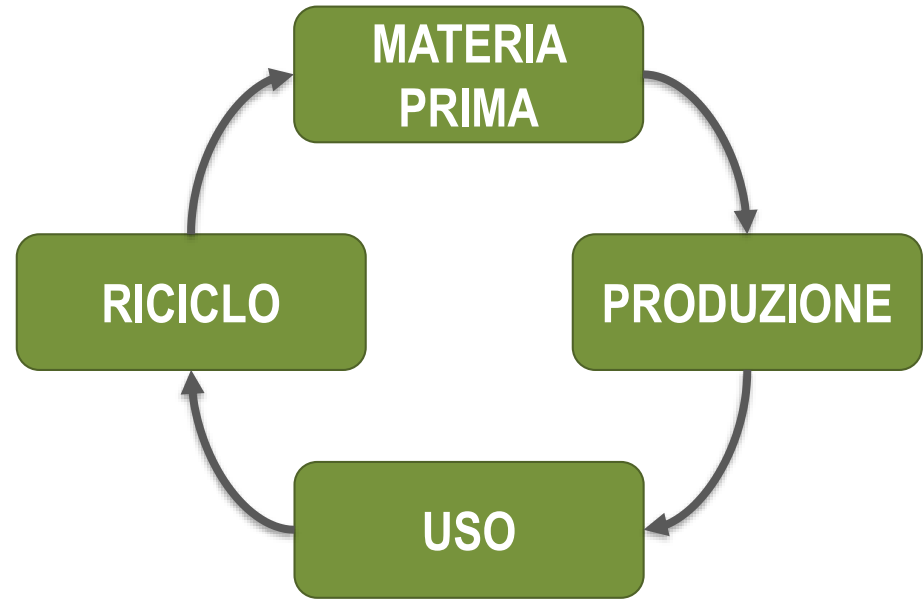 MATERIA
PRIMA
RICICLO
PRODUZIONE
USO